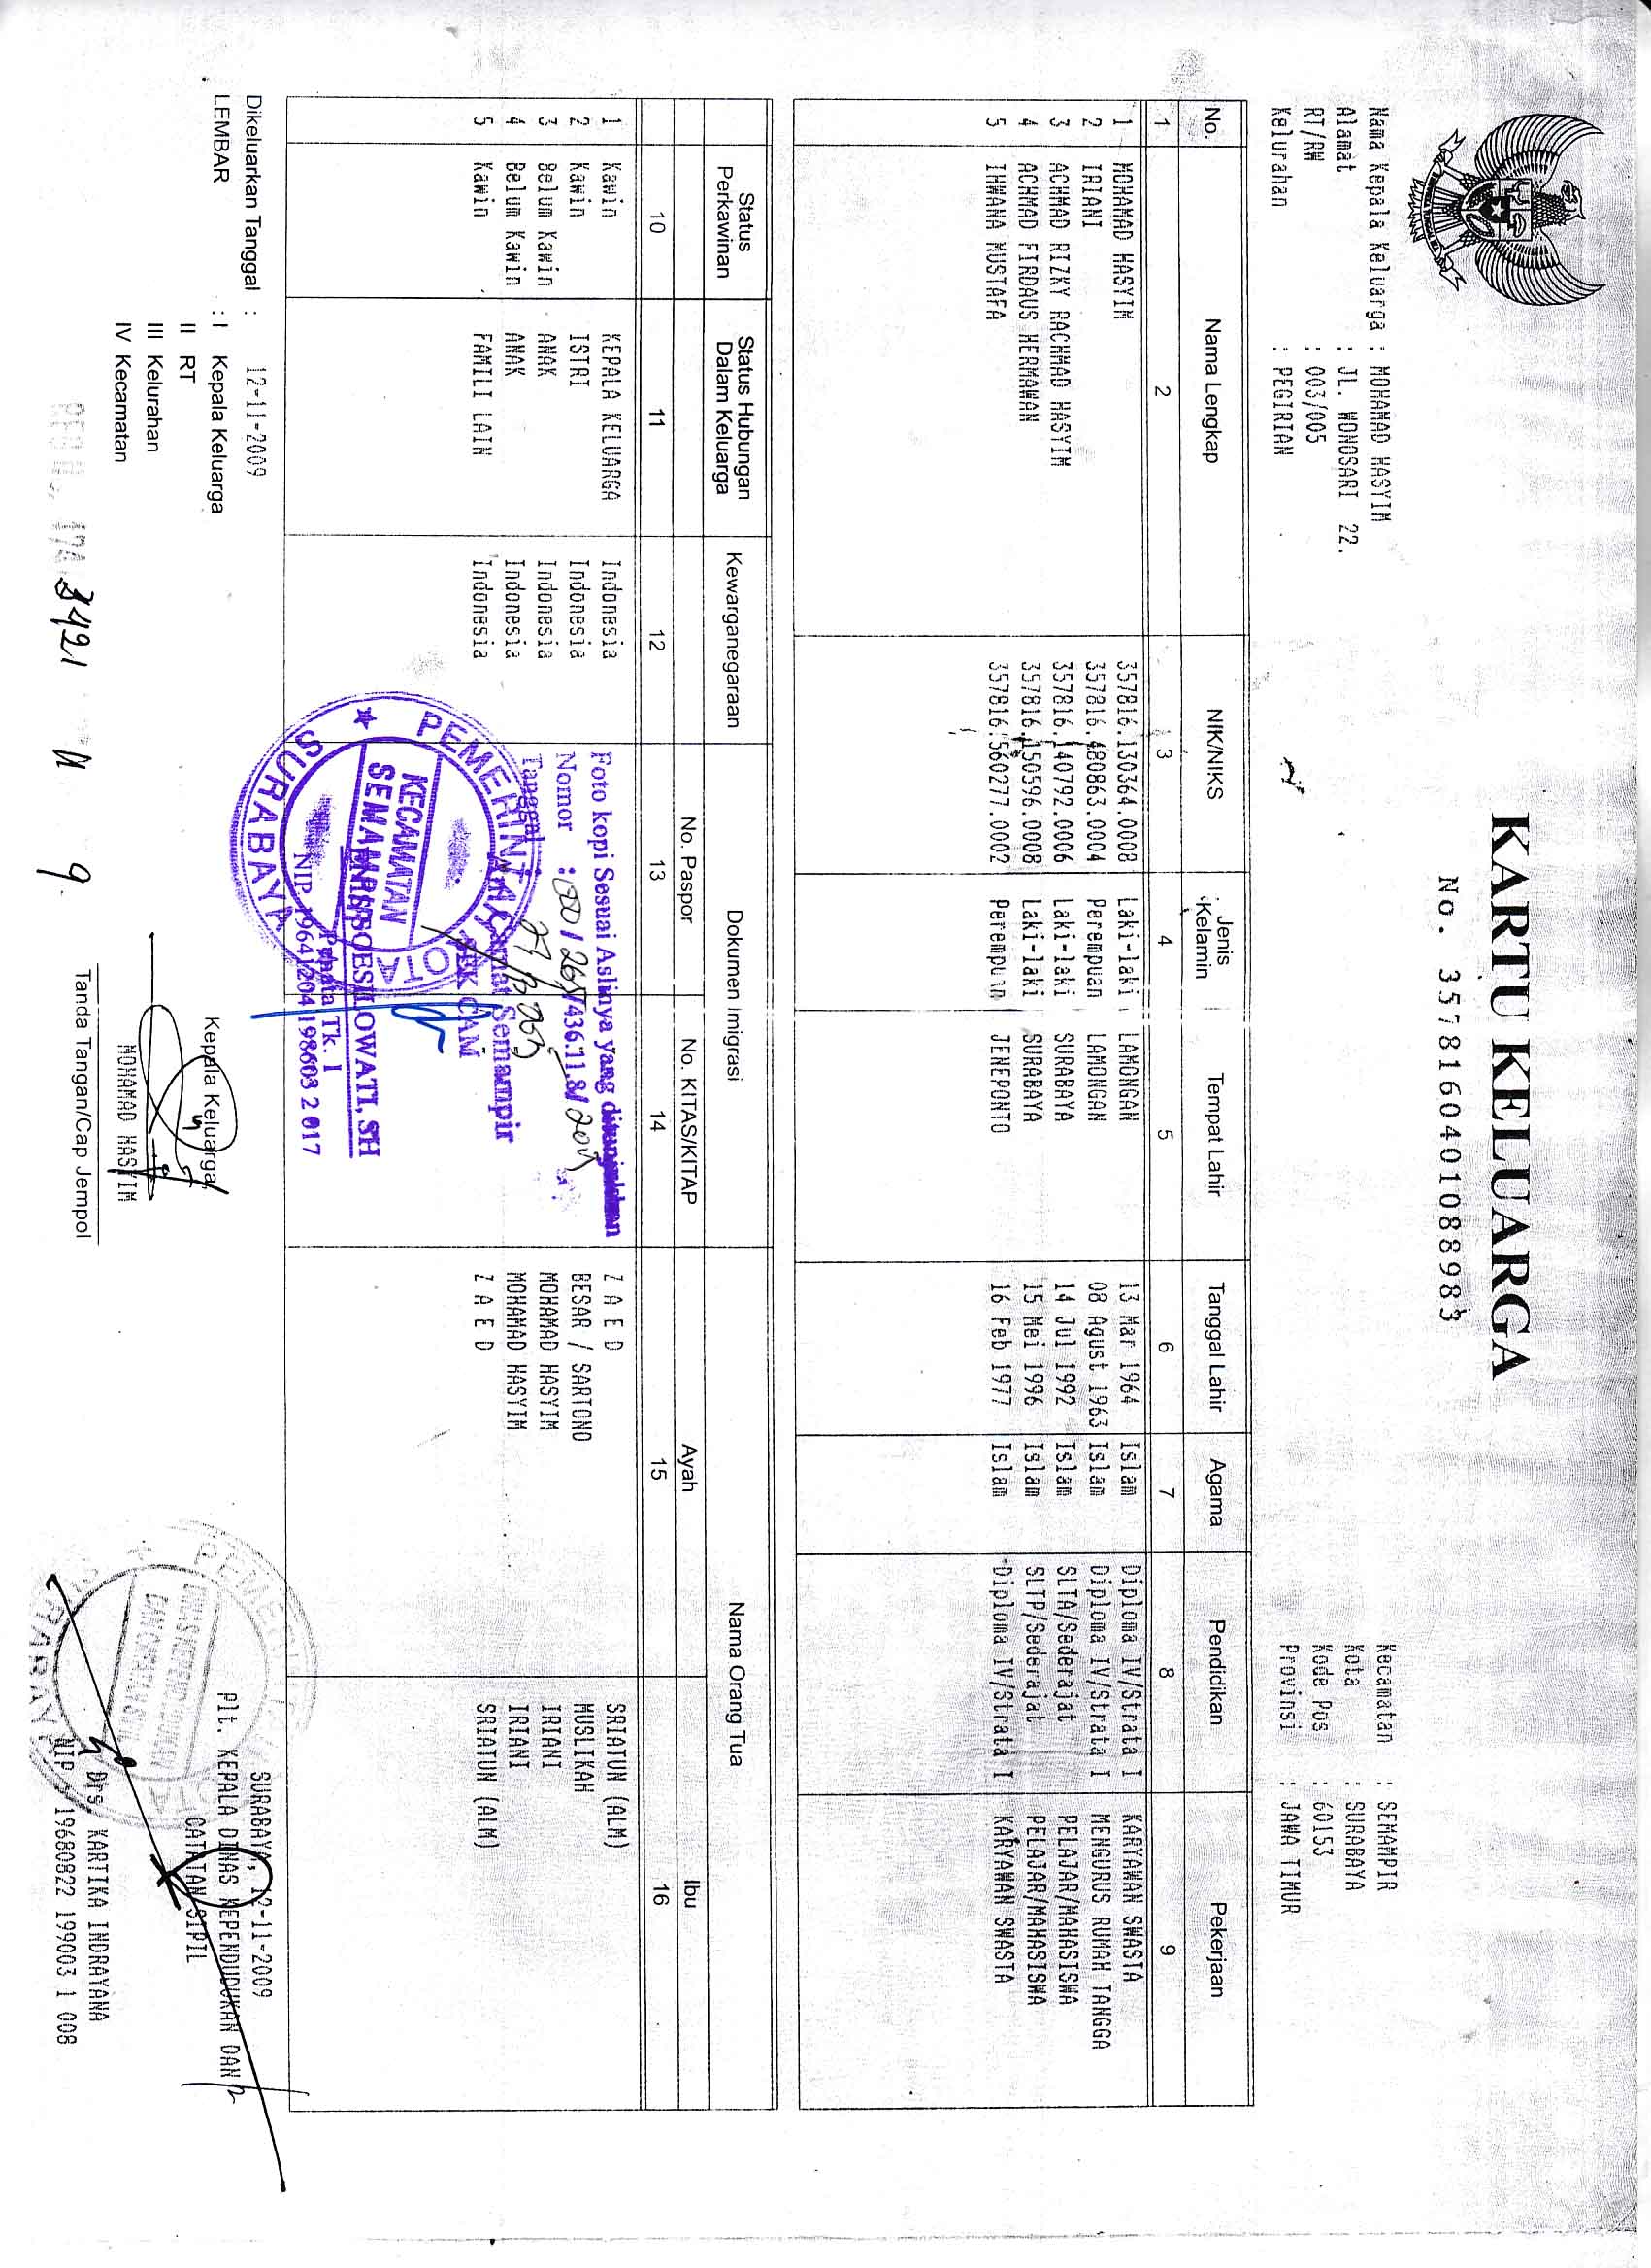 KARTU KELUARGA
No. 3578160401088983
Nama Kepala Keluarga : MOHAMAD HASYIM
Alamat : JL. WONOSARI 22.
RT/RW : 003/005
Kelurahan : PEGIRIAN
Kecamatan : SEMAMPIR
Kota : SURABAYA
Kode Pos : 60153
Provinsi : JAWA TIMUR
No. Nama Lengkap NIK/NIKS Jenis Kelamin Tempat Lahir Tanggal Lahir Agama Pendidikan Pekerjaan
1 2 3 4 5 6 7 8 9
1 MOHAMAD HASYIM 357816.130364.0008 Laki-laki LAMONGAN 13 Mar 1964 Islam Diploma IV/Strata I KARYAWAN SWASTA
2 IRIANI 357816.480863.0004 Perempuan LAMONGAN 08 Agust 1963 Islam Diploma IV/Strata I MENGURUS RUMAH TANGGA
3 ACHMAD RIZKY RACHMAD HASYIM 357816.140792.0006 Laki-laki SURABAYA 14 Jul 1992 Islam SLTA/Sederajat PELAJAR/MAHASISWA
4 ACHMAD FIRDAUS HERMAWAN 357816.150596.0008 Laki-laki SURABAYA 15 Mei 1996 Islam SLTP/Sederajat PELAJAR/MAHASISWA
5 IHWANA MUSTAFA 357816.560277.0002 Perempuan JENEPONTO 16 Feb 1977 Islam Diploma IV/Strata I KARYAWAN SWASTA
Status Perkawinan Status Hubungan Dalam Keluarga Kewarganegaraan Dokumen Imigrasi Nama Orang Tua
No. Paspor No. KITAS/KITAP Ayah Ibu
10 11 12 13 14 15 16
1 Kawin KEPALA KELUARGA Indonesia Z A E D SRIATUN (ALM)
2 Kawin ISTRI Indonesia BESAR / SARTONO MUSLIKAH
3 Belum Kawin ANAK Indonesia MOHAMAD HASYIM IRIANI
4 Belum Kawin ANAK Indonesia MOHAMAD HASYIM IRIANI
5 Kawin FAMILI LAIN Indonesia Z A E D SRIATUN (ALM)
Foto kopi Sesuai Aslinya yang ditunjukkan
Nomor : /436.11.8/
Tanggal
Camat Semampir
SEK CAM
SOESILOWATI, SH
Penata Tk. I
NIP. 19641204 198603 2 017
PEMERINTAH KOTA
KECAMATAN
SEMAMPIR
SURABAYA
Dikeluarkan Tanggal : 12-11-2009
LEMBAR : I Kepala Keluarga
II RT
III Kelurahan
IV Kecamatan
Kepala Keluarga,
MOHAMAD HASYIM
Tanda Tangan/Cap Jempol
SURABAYA, 12-11-2009
Plt. KEPALA DINAS KEPENDUDUKAN DAN
CATATAN SIPIL
Drs. KARTIKA INDRAYANA
NIP. 19680822 199003 1 008